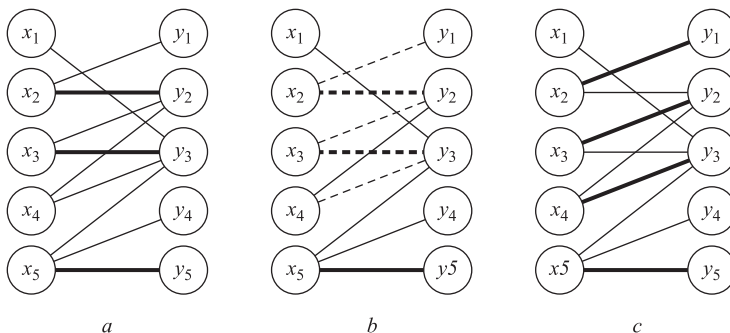 x1 y1 x1 y1 x1 y1
x2 y2 x2 y2 x2 y2
x3 y3 x3 y3 x3 y3
x4 y4 x4 y4 x4 y4
x5 y5 x5 y5 x5 y5
a b c